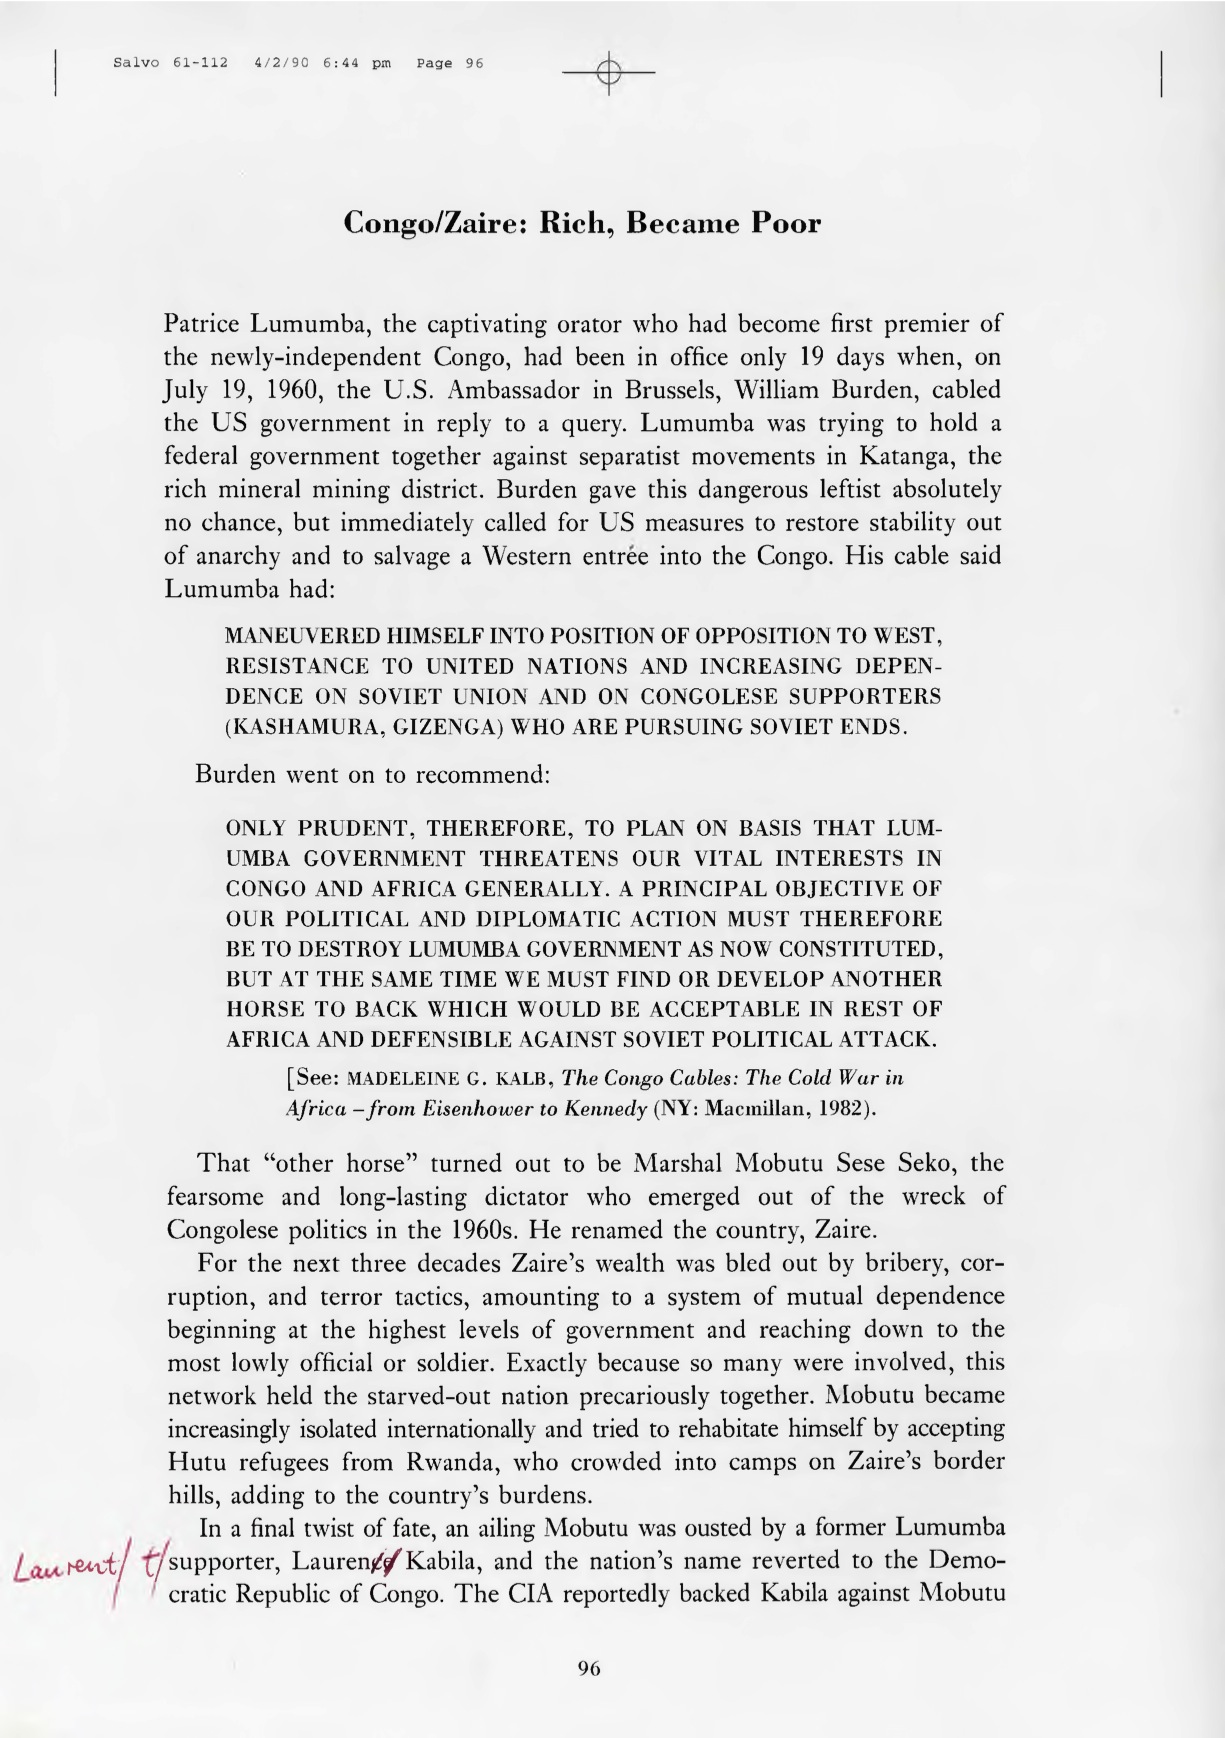 Salvo 61-112 4/2/90 6:44 pm Page 96
Congo/Zaire: Rich, Became Poor
Patrice Lumumba, the captivating orator who had become first premier of
the newly-independent Congo, had been in office only 19 days when, on
July 19, 1960, the U.S. Ambassador in Brussels, William Burden, cabled
the US government in reply to a query. Lumumba was trying to hold a
federal government together against separatist movements in Katanga, the
rich mineral mining district. Burden gave this dangerous leftist absolutely
no chance, but immediately called for US measures to restore stability out
of anarchy and to salvage a Western entrée into the Congo. His cable said
Lumumba had:
MANEUVERED HIMSELF INTO POSITION OF OPPOSITION TO WEST,
RESISTANCE TO UNITED NATIONS AND INCREASING DEPEN-
DENCE ON SOVIET UNION AND ON CONGOLESE SUPPORTERS
(KASHAMURA, GIZENGA) WHO ARE PURSUING SOVIET ENDS.
Burden went on to recommend:
ONLY PRUDENT, THEREFORE, TO PLAN ON BASIS THAT LUM-
UMBA GOVERNMENT THREATENS OUR VITAL INTERESTS IN
CONGO AND AFRICA GENERALLY. A PRINCIPAL OBJECTIVE OF
OUR POLITICAL AND DIPLOMATIC ACTION MUST THEREFORE
BE TO DESTROY LUMUMBA GOVERNMENT AS NOW CONSTITUTED,
BUT AT THE SAME TIME WE MUST FIND OR DEVELOP ANOTHER
HORSE TO BACK WHICH WOULD BE ACCEPTABLE IN REST OF
AFRICA AND DEFENSIBLE AGAINST SOVIET POLITICAL ATTACK.
[See: MADELEINE G. KALB, The Congo Cables: The Cold War in
Africa –from Eisenhower to Kennedy (NY: Macmillan, 1982).
That “other horse” turned out to be Marshal Mobutu Sese Seko, the
fearsome and long-lasting dictator who emerged out of the wreck of
Congolese politics in the 1960s. He renamed the country, Zaire.
For the next three decades Zaire’s wealth was bled out by bribery, cor-
ruption, and terror tactics, amounting to a system of mutual dependence
beginning at the highest levels of government and reaching down to the
most lowly official or soldier. Exactly because so many were involved, this
network held the starved-out nation precariously together. Mobutu became
increasingly isolated internationally and tried to rehabitate himself by accepting
Hutu refugees from Rwanda, who crowded into camps on Zaire’s border
hills, adding to the country’s burdens.
In a final twist of fate, an ailing Mobutu was ousted by a former Lumumba
Laurent/ t/ supporter, Laurence Kabila, and the nation’s name reverted to the Demo-
cratic Republic of Congo. The CIA reportedly backed Kabila against Mobutu
96